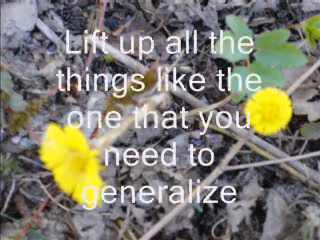 Lift up all the
things like the
one that you
need to
generalize